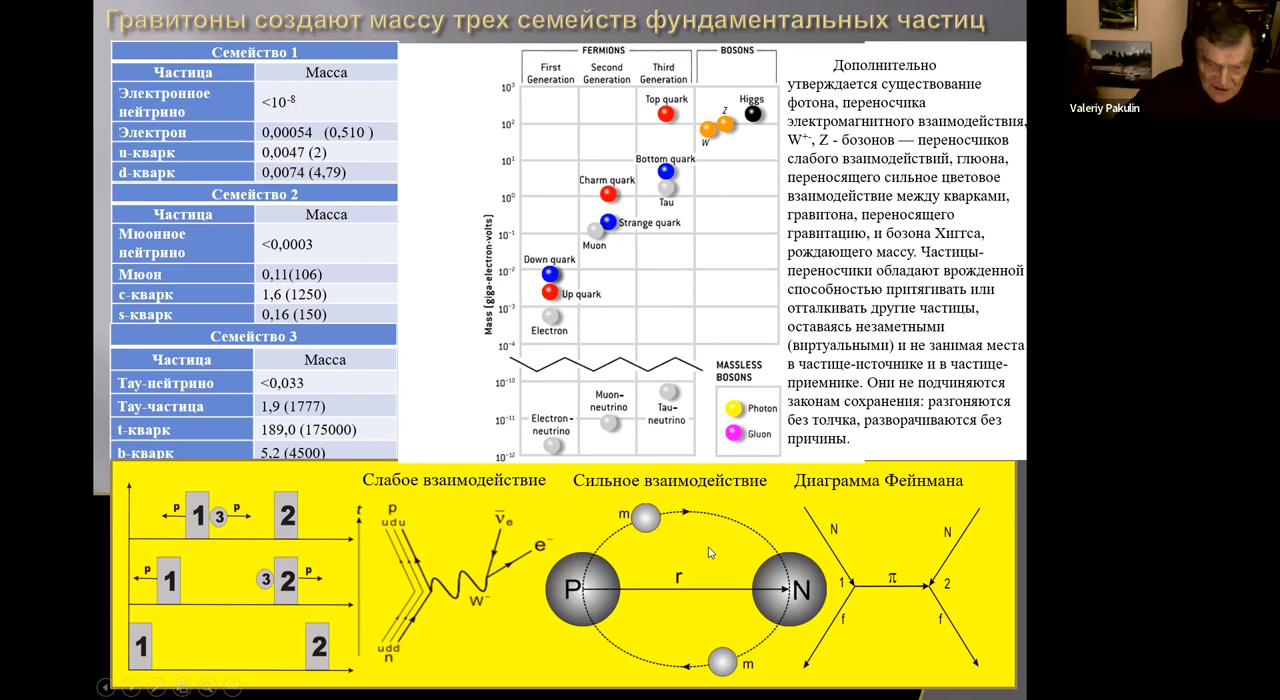 Гравитоны создают массу трех семейств фундаментальных частиц
Семейство 1
Частица Масса
Электронное
нейтрино <10-8
Электрон 0,00054 (0,510 )
u-кварк 0,0047 (2)
d-кварк 0,0074 (4,79)
Семейство 2
Частица Масса
Мюонное
нейтрино <0,0003
Мюон 0,11(106)
с-кварк 1,6 (1250)
s-кварк 0,16 (150)
Семейство 3
Частица Масса
Тау-нейтрино <0,033
Тау-частица 1,9 (1777)
t-кварк 189,0 (175000)
b-кварк 5,2 (4500)
FERMIONS BOSONS
First
Generation
Second
Generation
Third
Generation
Mass (giga-electron-volts)
10³
10²
10¹
10⁰
10⁻¹
10⁻²
10⁻³
10⁻⁴
10⁻¹⁰
10⁻¹¹
10⁻¹²
Top quark
Higgs
Z
W
Bottom quark
Charm quark
Tau
Strange quark
Muon
Down quark
Up quark
Electron
MASSLESS
BOSONS
Muon-
neutrino
Tau-
neutrino
Electron-
neutrino
Photon
Gluon
Дополнительно
утверждается существование
фотона, переносчика
электромагнитного взаимодействия,
W+-, Z - бозонов — переносчиков
слабого взаимодействий, глюона,
переносящего сильное цветовое
взаимодействие между кварками,
гравитона, переносящего
гравитацию, и бозона Хиггса,
рождающего массу. Частицы-
переносчики обладают врожденной
способностью притягивать или
отталкивать другие частицы,
оставаясь незаметными
(виртуальными) и не занимая места
в частице-источнике и в частице-
приемнике. Они не подчиняются
законам сохранения: разгоняются
без толчка, разворачиваются без
причины.
Valeriy Pakulin
Слабое взаимодействие Сильное взаимодействие Диаграмма Фейнмана
p 1 3 p 2
p 1 3 2 p
1 2
t
p
u d u
ν̄e
e⁻
W⁻
u d d
n
m
P r N
m
N N
1 π 2
f f